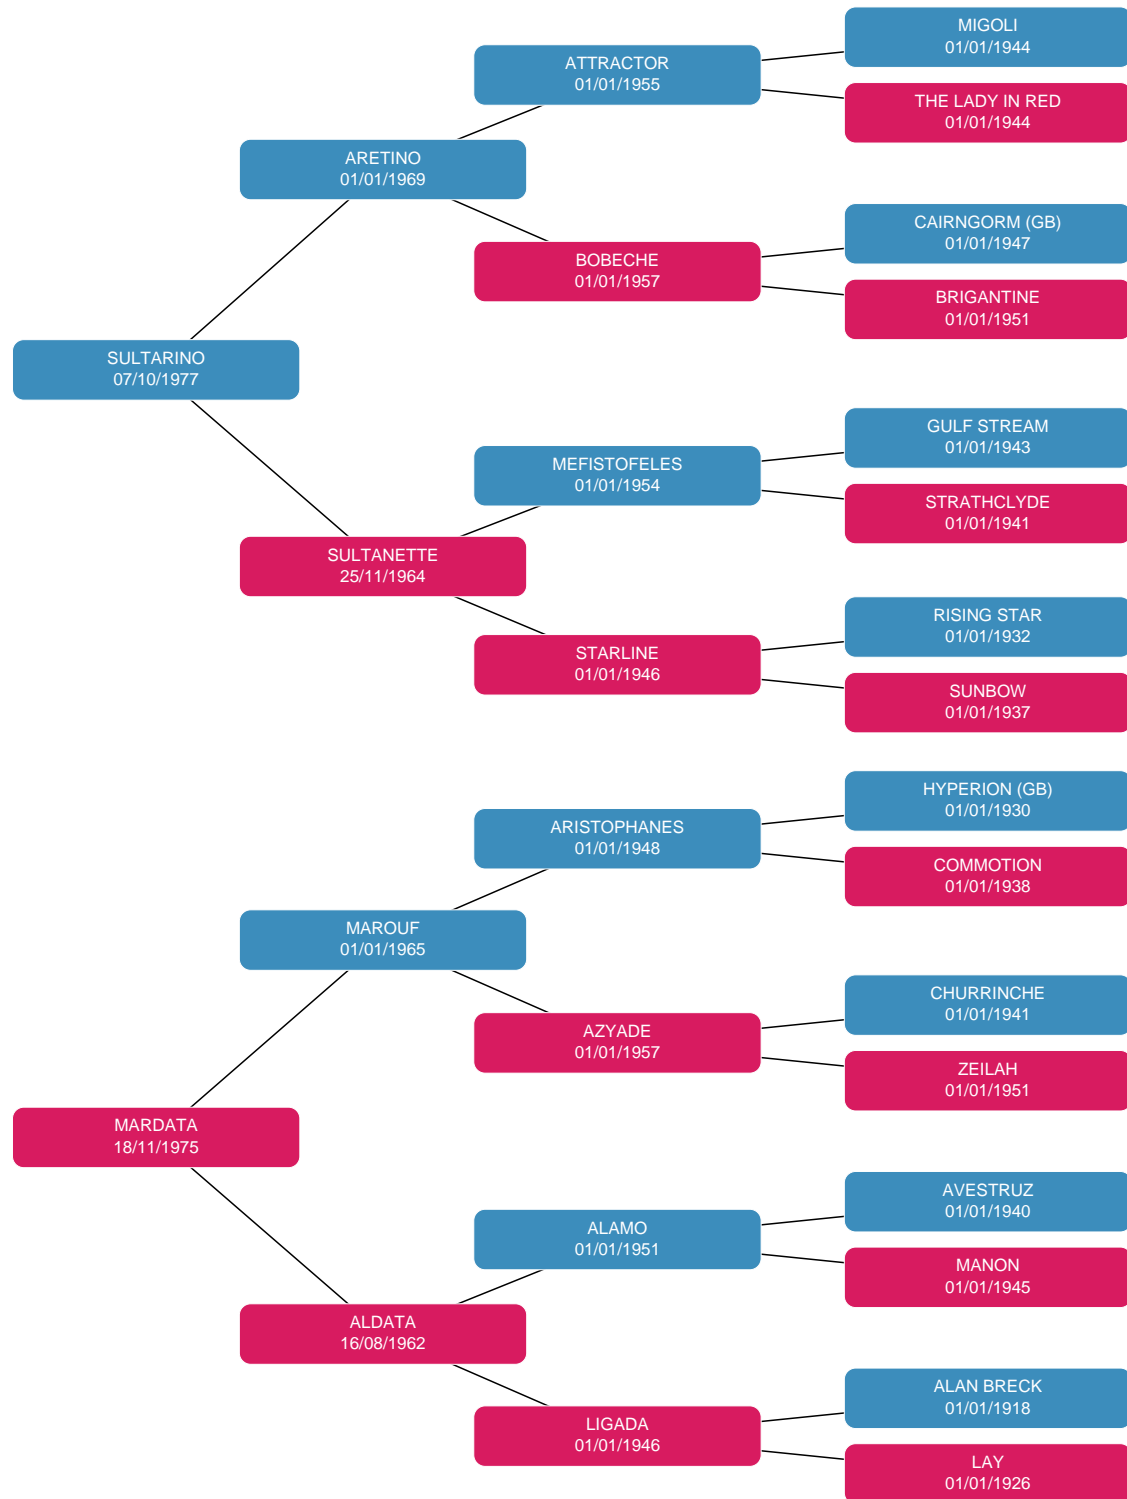 MIGOLI
01/01/1944
ATTRACTOR
01/01/1955
THE LADY IN RED
01/01/1944
ARETINO
01/01/1969
CAIRNGORM (GB)
01/01/1947
BOBECHE
01/01/1957
BRIGANTINE
01/01/1951
SULTARINO
07/10/1977
GULF STREAM
01/01/1943
MEFISTOFELES
01/01/1954
STRATHCLYDE
01/01/1941
SULTANETTE
25/11/1964
RISING STAR
01/01/1932
STARLINE
01/01/1946
SUNBOW
01/01/1937
HYPERION (GB)
01/01/1930
ARISTOPHANES
01/01/1948
COMMOTION
01/01/1938
MAROUF
01/01/1965
CHURRINCHE
01/01/1941
AZYADE
01/01/1957
ZEILAH
01/01/1951
MARDATA
18/11/1975
AVESTRUZ
01/01/1940
ALAMO
01/01/1951
MANON
01/01/1945
ALDATA
16/08/1962
ALAN BRECK
01/01/1918
LIGADA
01/01/1946
LAY
01/01/1926